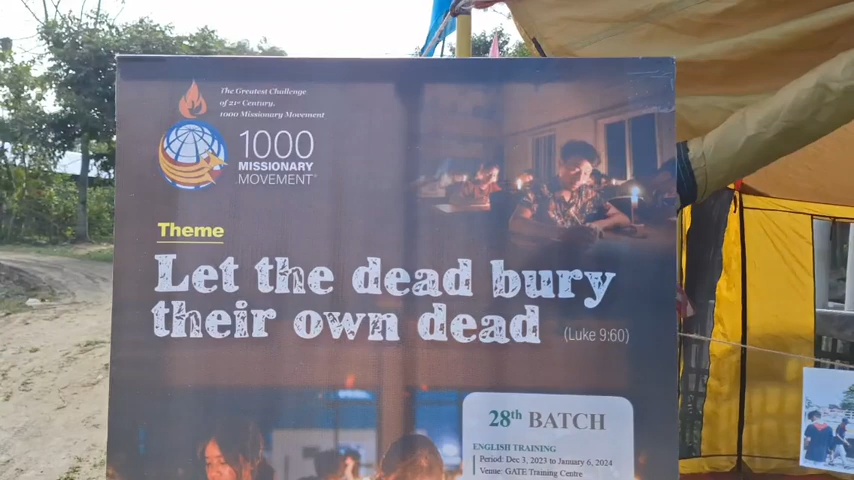 The Greatest Challenge
of 21st Century,
1000 Missionary Movement
1000
MISSIONARY
MOVEMENT
Theme
Let the dead bury
their own dead
(Luke 9:60)
28th BATCH
ENGLISH TRAINING
Period: Dec 3, 2023 to January 6, 2024
Venue: GATE Training Centre